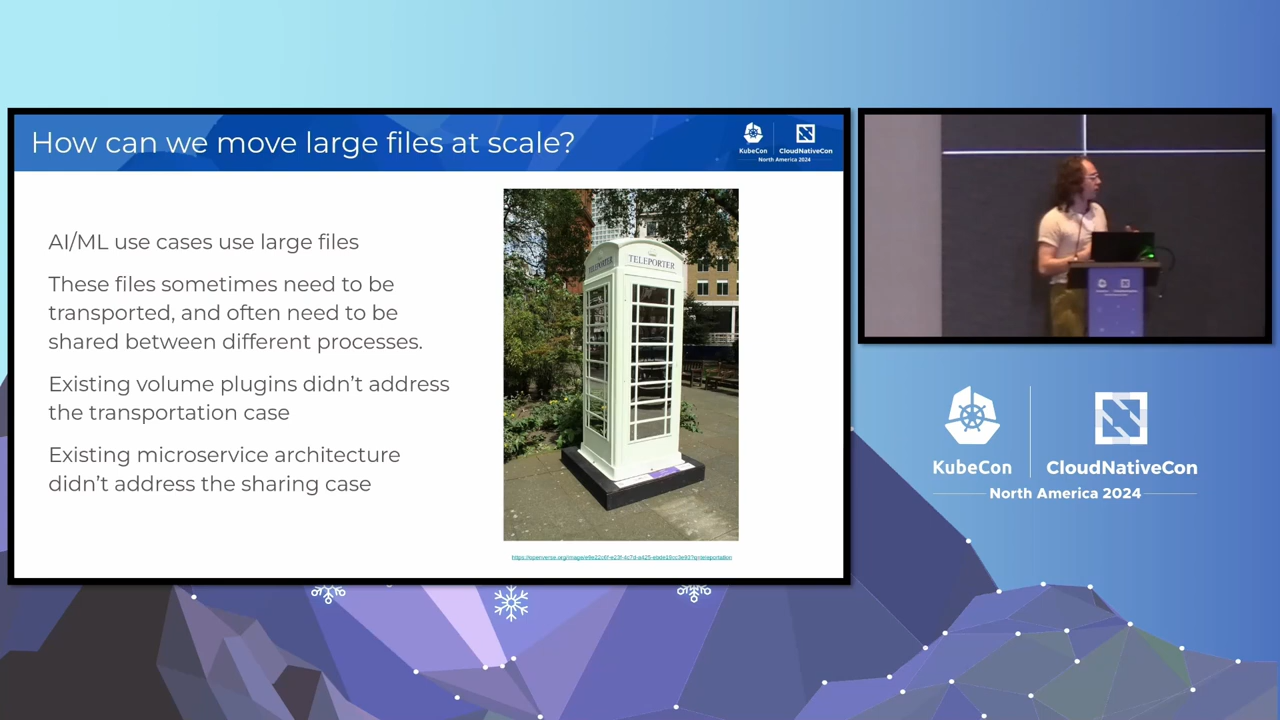 How can we move large files at scale?
KubeCon
CloudNativeCon
North America 2024
AI/ML use cases use large files
These files sometimes need to be
transported, and often need to be
shared between different processes.
Existing volume plugins didn’t address
the transportation case
Existing microservice architecture
didn’t address the sharing case
TELEPORTER
TELEPORTER
KubeCon
CloudNativeCon
North America 2024